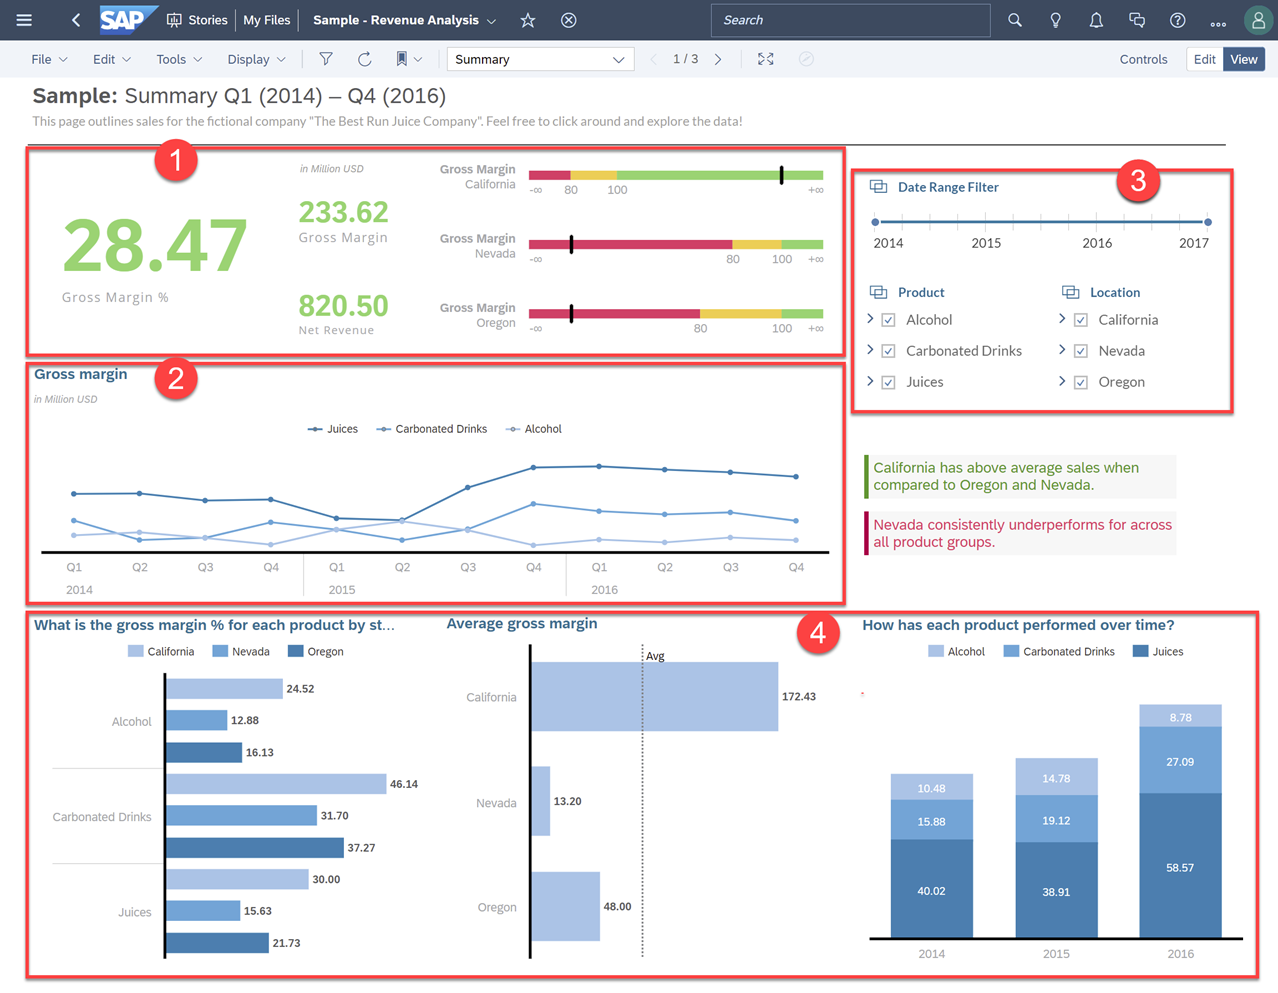 SAP Stories My Files Sample - Revenue Analysis Search
File Edit Tools Display Summary 1 / 3 Controls Edit View
Sample: Summary Q1 (2014) – Q4 (2016)
This page outlines sales for the fictional company "The Best Run Juice Company". Feel free to click around and explore the data!
1
28.47
Gross Margin %
in Million USD
233.62
Gross Margin
820.50
Net Revenue
Gross Margin
California
-∞ 80 100 +∞
Gross Margin
Nevada
-∞ 80 100 +∞
Gross Margin
Oregon
-∞ 80 100 +∞
3
Date Range Filter
2014 2015 2016 2017
Product
Alcohol
Carbonated Drinks
Juices
Location
California
Nevada
Oregon
2
Gross margin
in Million USD
Juices Carbonated Drinks Alcohol
Q1 Q2 Q3 Q4 Q1 Q2 Q3 Q4 Q1 Q2 Q3 Q4
2014 2015 2016
California has above average sales when
compared to Oregon and Nevada.
Nevada consistently underperforms for across
all product groups.
4
What is the gross margin % for each product by st...
California Nevada Oregon
Alcohol
24.52
12.88
16.13
Carbonated Drinks
46.14
31.70
37.27
Juices
30.00
15.63
21.73
Average gross margin
Avg
California 172.43
Nevada 13.20
Oregon 48.00
How has each product performed over time?
Alcohol Carbonated Drinks Juices
10.48
15.88
40.02
14.78
19.12
38.91
8.78
27.09
58.57
2014 2015 2016